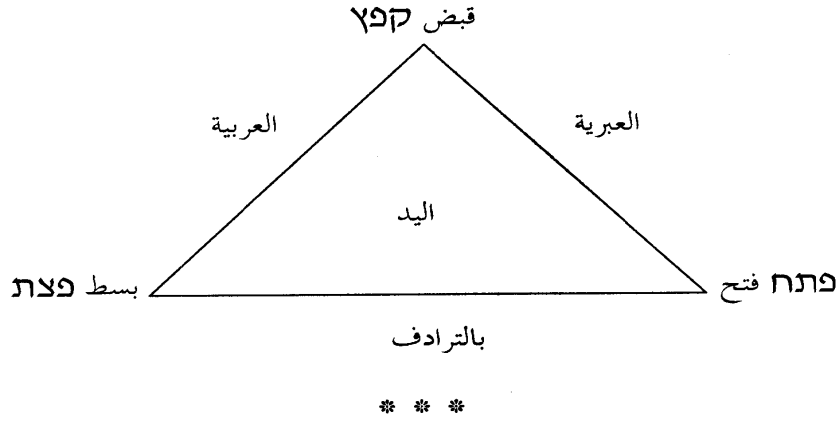 قبض קפץ
العبرية
العربية
اليد
פתח فتح
بسط פצת
بالترادف
* * *